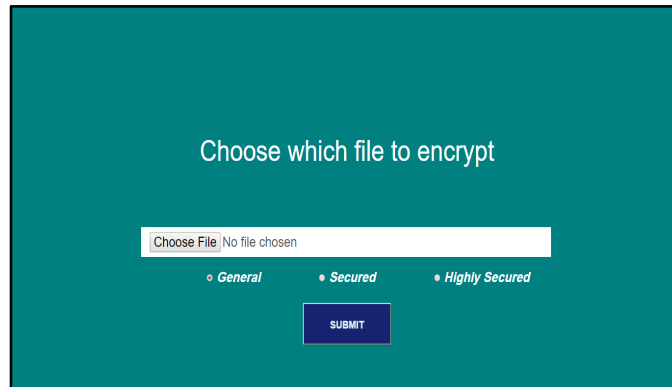 Choose which file to encrypt
Choose File No file chosen
General Secured Highly Secured
SUBMIT